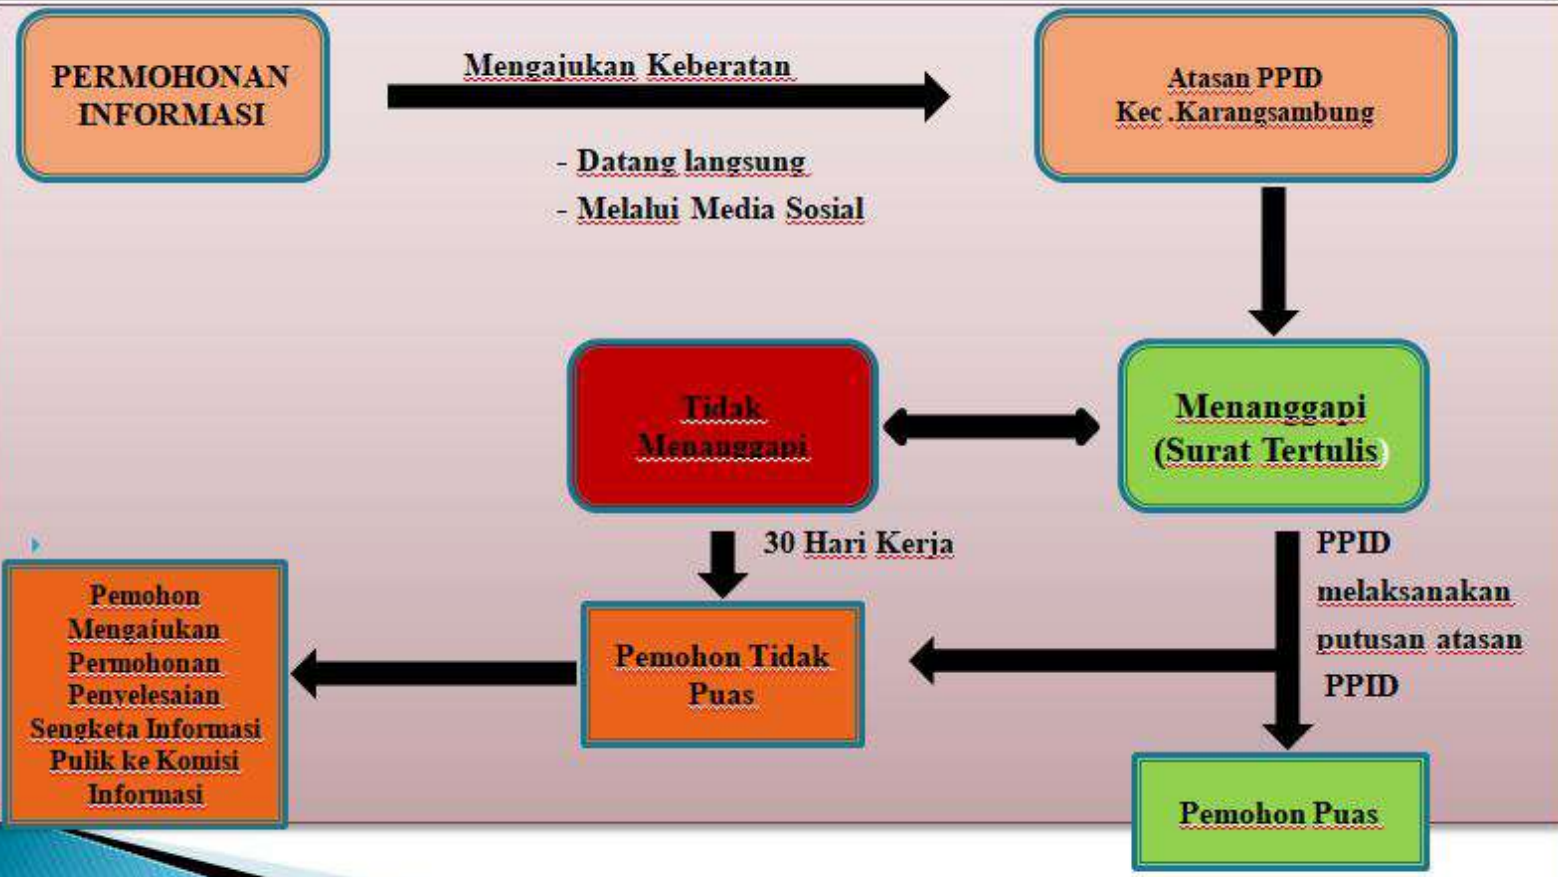 PERMOHONAN
INFORMASI
Mengajukan Keberatan
- Datang langsung
- Melalui Media Sosial
Atasan PPID
Kec .Karangsambung
Tidak
Menanggapi
Menanggapi
(Surat Tertulis)
30 Hari Kerja
PPID
melaksanakan
putusan atasan
PPID
Pemohon
Mengajukan
Permohonan
Penyelesaian
Sengketa Informasi
Pulik ke Komisi
Informasi
Pemohon Tidak
Puas
Pemohon Puas